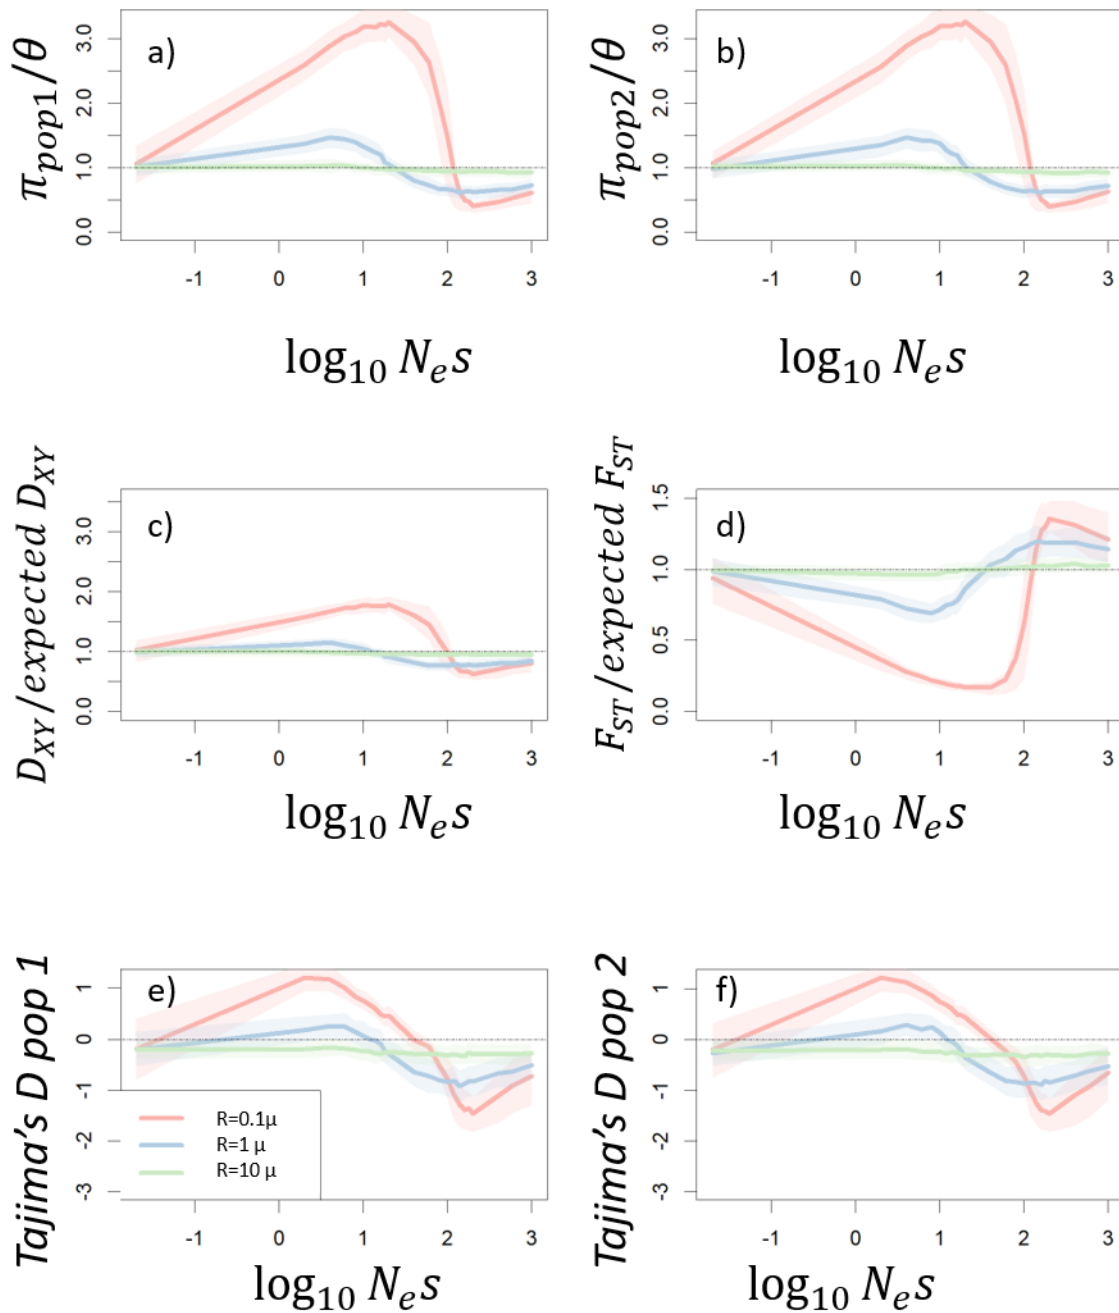 π_pop1/θ
a)
3.0
2.0
1.0
0.0
-1 0 1 2 3
log₁₀ Nₑs
π_pop2/θ
b)
3.0
2.0
1.0
0.0
-1 0 1 2 3
log₁₀ Nₑs
D_XY/expected D_XY
c)
3.0
2.0
1.0
0.0
-1 0 1 2 3
log₁₀ Nₑs
F_ST/expected F_ST
d)
1.5
1.0
0.5
0.0
-1 0 1 2 3
log₁₀ Nₑs
Tajima's D pop 1
e)
1
0
-1
-2
-3
R=0.1μ
R=1 μ
R=10 μ
-1 0 1 2 3
log₁₀ Nₑs
Tajima's D pop 2
f)
1
0
-1
-2
-3
-1 0 1 2 3
log₁₀ Nₑs